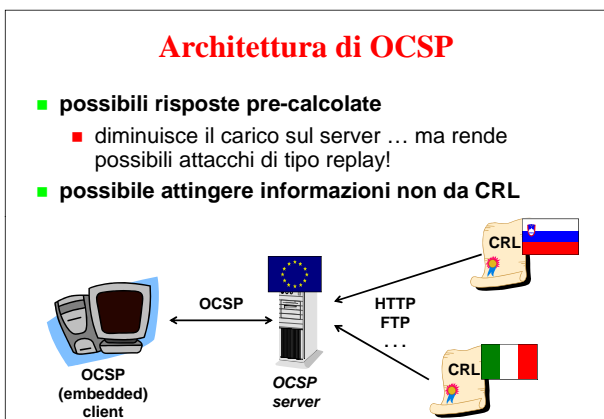 Architettura di OCSP
possibili risposte pre-calcolate
diminuisce il carico sul server … ma rende
possibili attacchi di tipo replay!
possibile attingere informazioni non da CRL
CRL
OCSP
HTTP
FTP
. . .
CRL
OCSP
(embedded)
client
OCSP
server